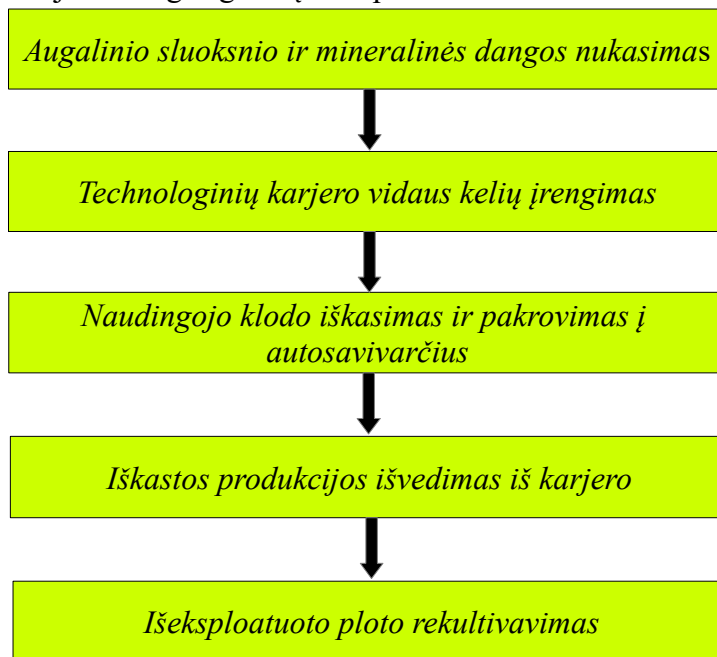 Augalinio sluoksnio ir mineralinės dangos nukasimas
Technologinių karjero vidaus kelių įrengimas
Naudingojo klodo iškasimas ir pakrovimas į
autosavivarčius
Iškastos produkcijos išvedimas iš karjero
Išeksploatuoto ploto rekultivavimas